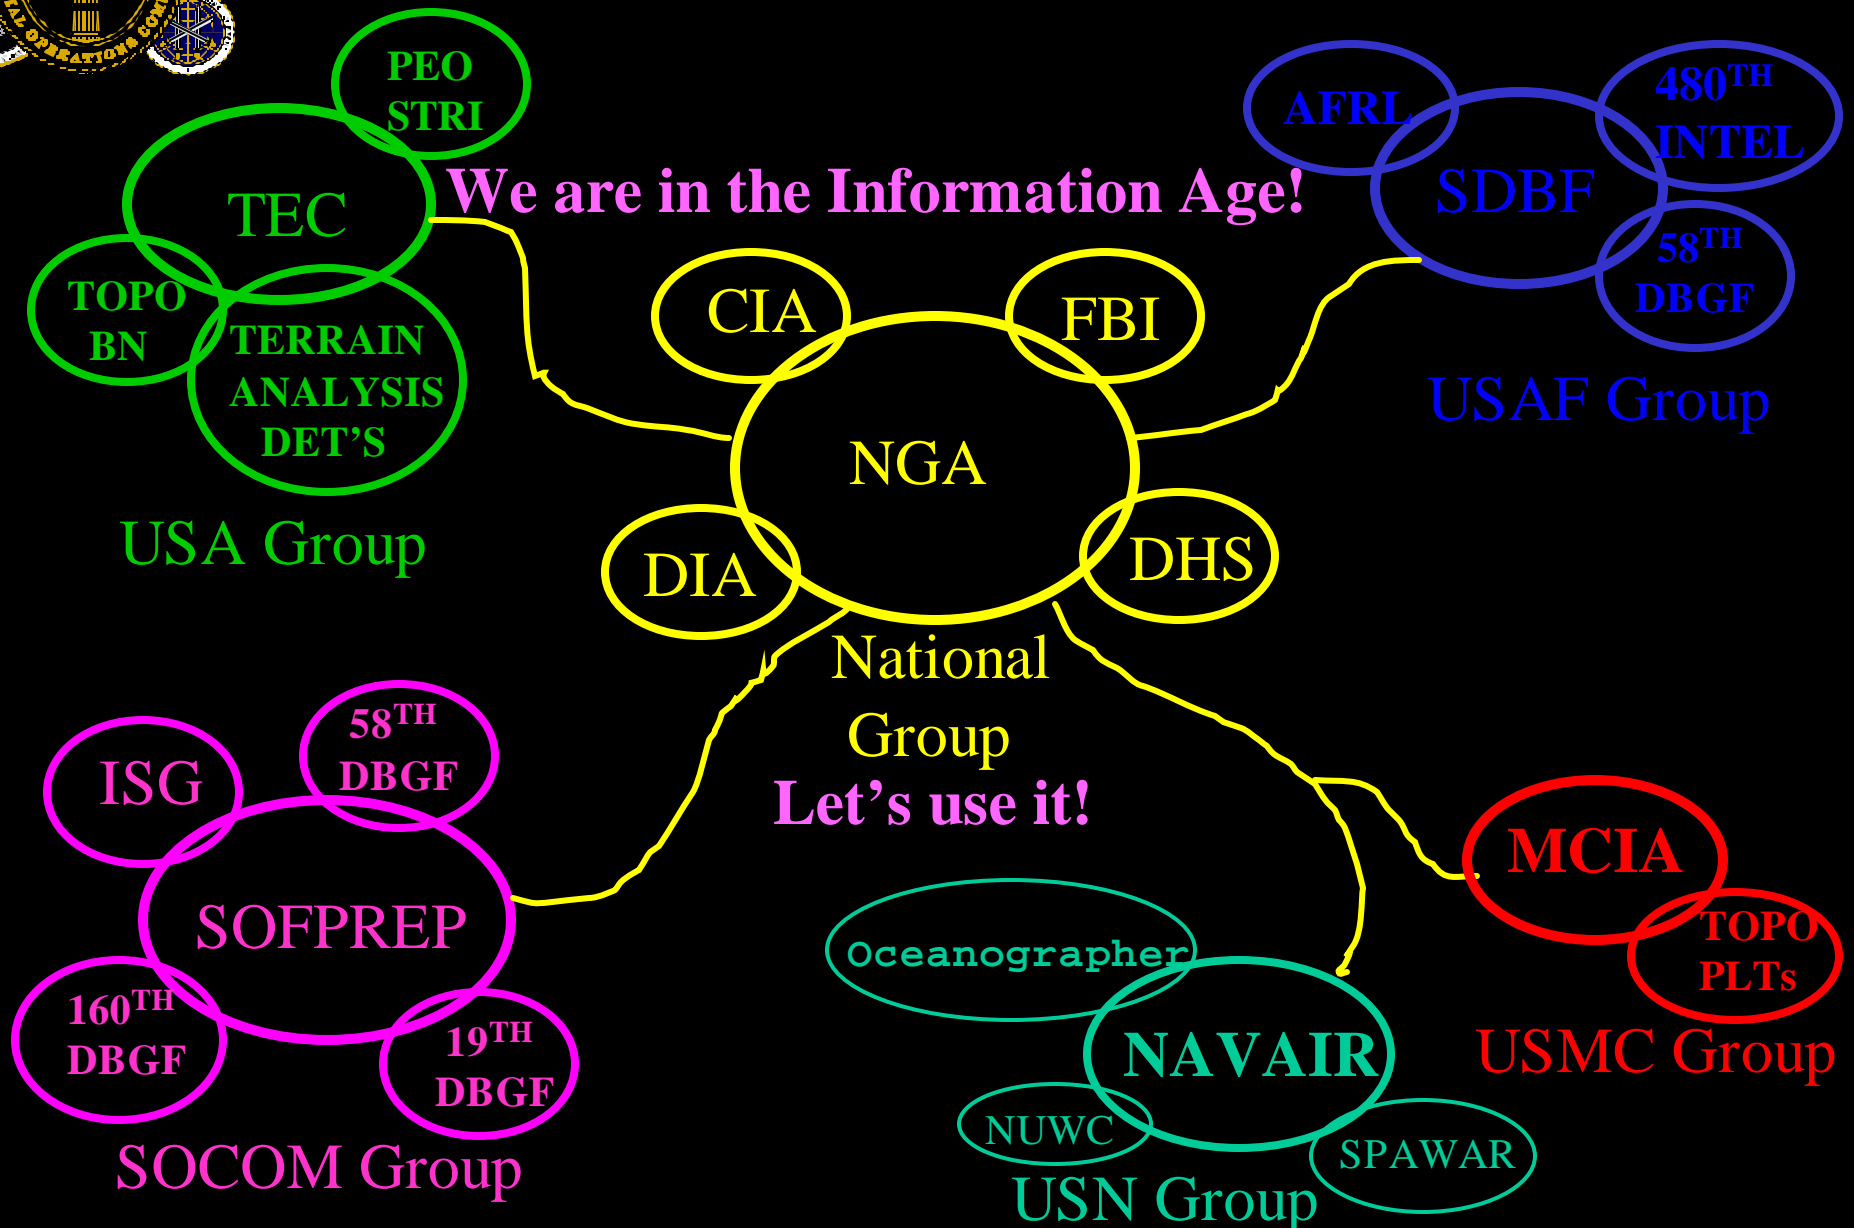 OPERATIONS
PEO
STRI
TEC
TOPO
BN
TERRAIN
ANALYSIS
DET’S
USA Group
We are in the Information Age!
AFRL
480TH
INTEL
SDBF
58TH
DBGF
USAF Group
CIA
FBI
NGA
DIA
DHS
National
Group
Let’s use it!
ISG
58TH
DBGF
SOFPREP
160TH
DBGF
19TH
DBGF
SOCOM Group
Oceanographer
NAVAIR
NUWC
SPAWAR
USN Group
MCIA
TOPO
PLTs
USMC Group